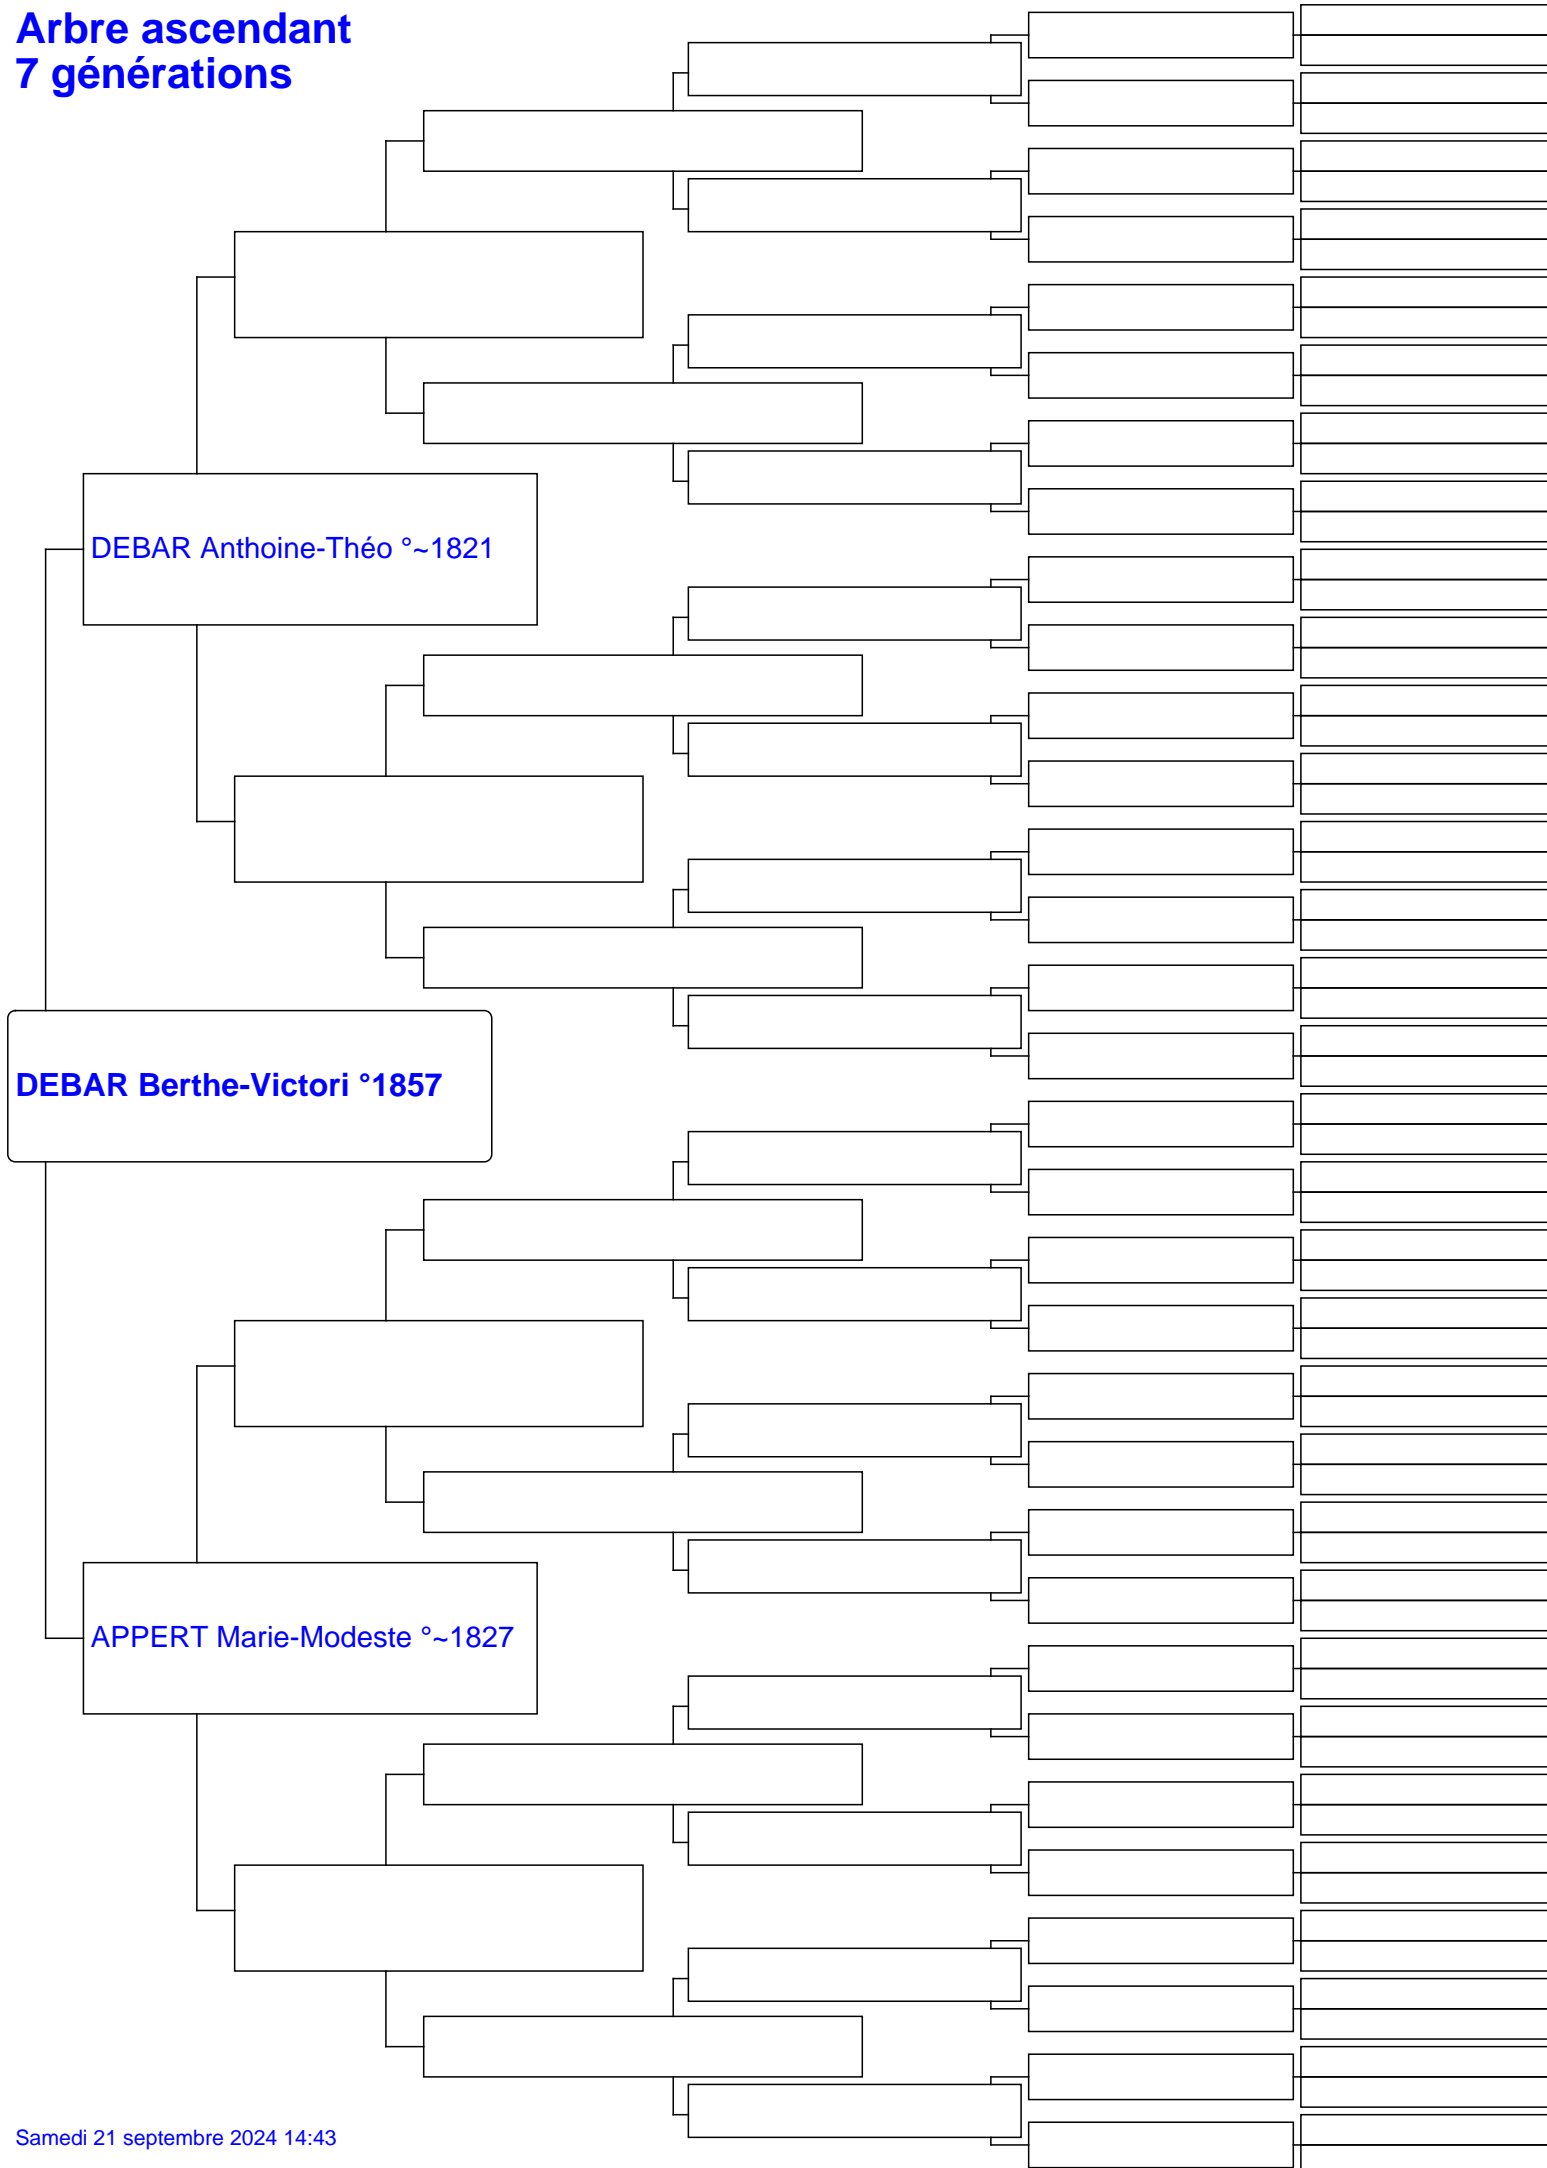 Arbre ascendant
7 générations
DEBAR Anthoine-Théo °~1821
DEBAR Berthe-Victori °1857
APPERT Marie-Modeste °~1827
Samedi 21 septembre 2024 14:43